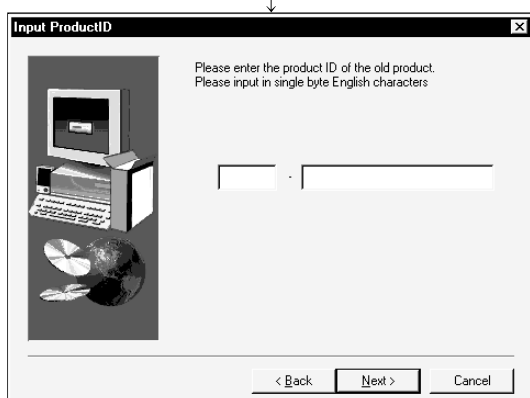 Input ProductID
Please enter the product ID of the old product.
Please input in single byte English characters
-
< Back
Next >
Cancel